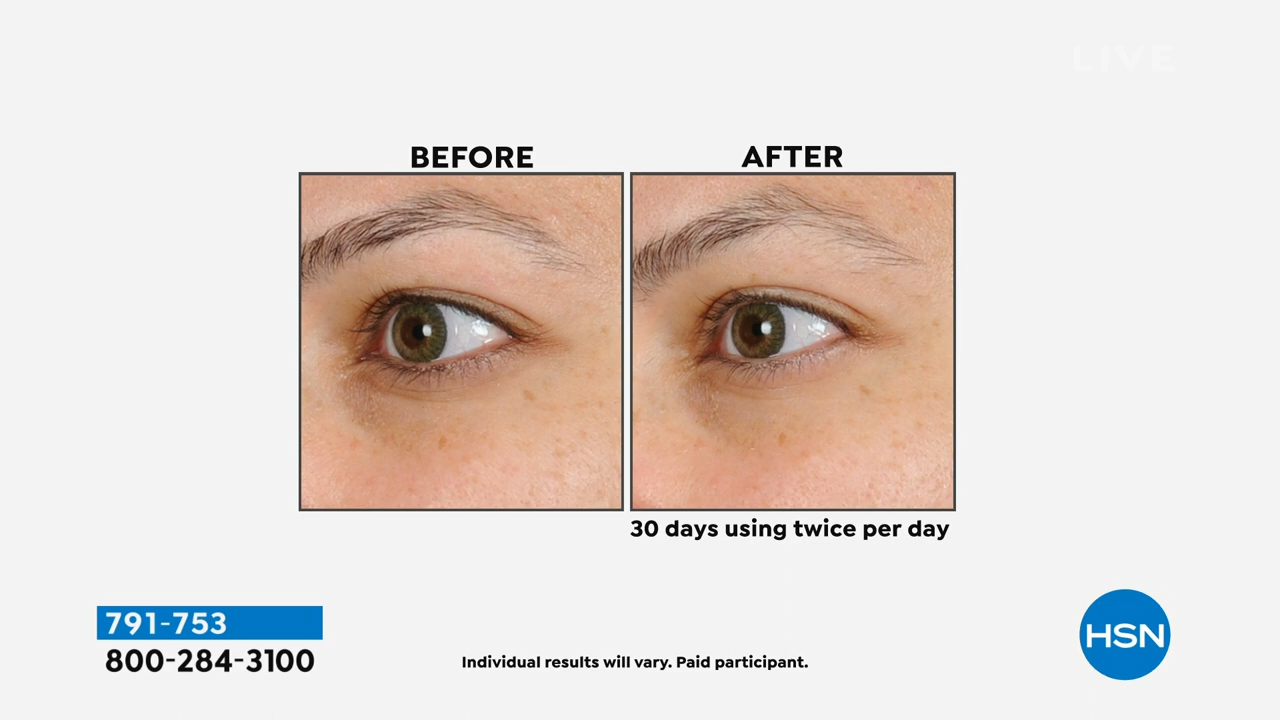 LIVE
BEFORE
AFTER
30 days using twice per day
791-753
800-284-3100
Individual results will vary. Paid participant.
HSN